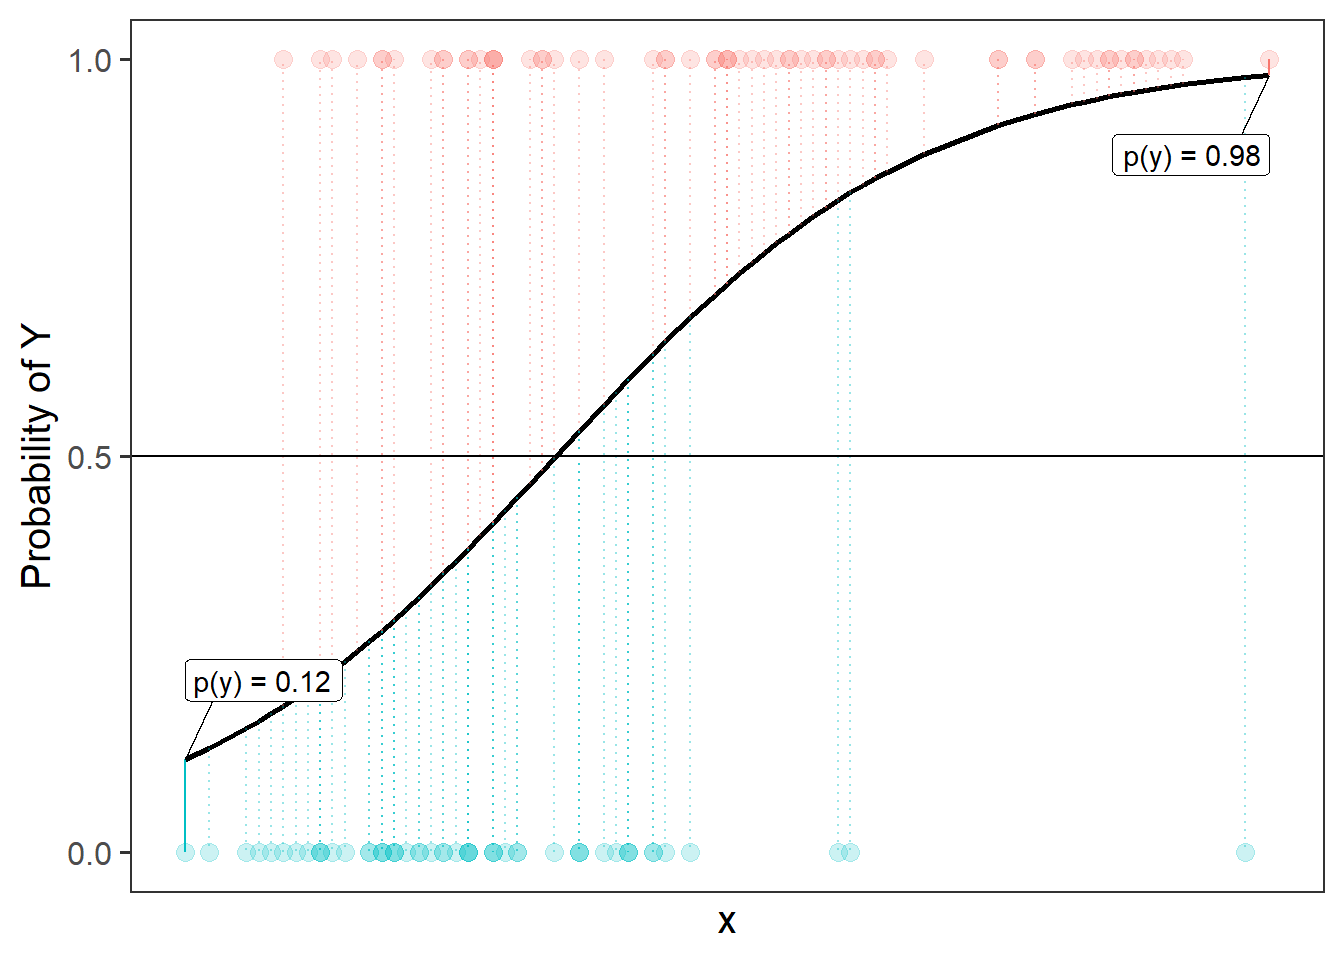 1.0
p(y) = 0.98
Probability of Y
0.5
p(y) = 0.12
0.0
x